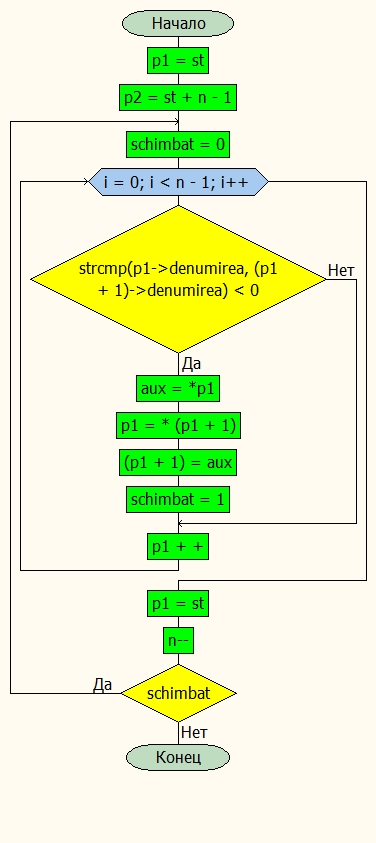 Начало
p1 = st
p2 = st + n - 1
schimbat = 0
i = 0; i < n - 1; i++
strcmp(p1->denumirea, (p1
+ 1)->denumirea) < 0
Нет
Да
aux = *p1
p1 = * (p1 + 1)
(p1 + 1) = aux
schimbat = 1
p1 + +
p1 = st
n--
Да
schimbat
Нет
Конец